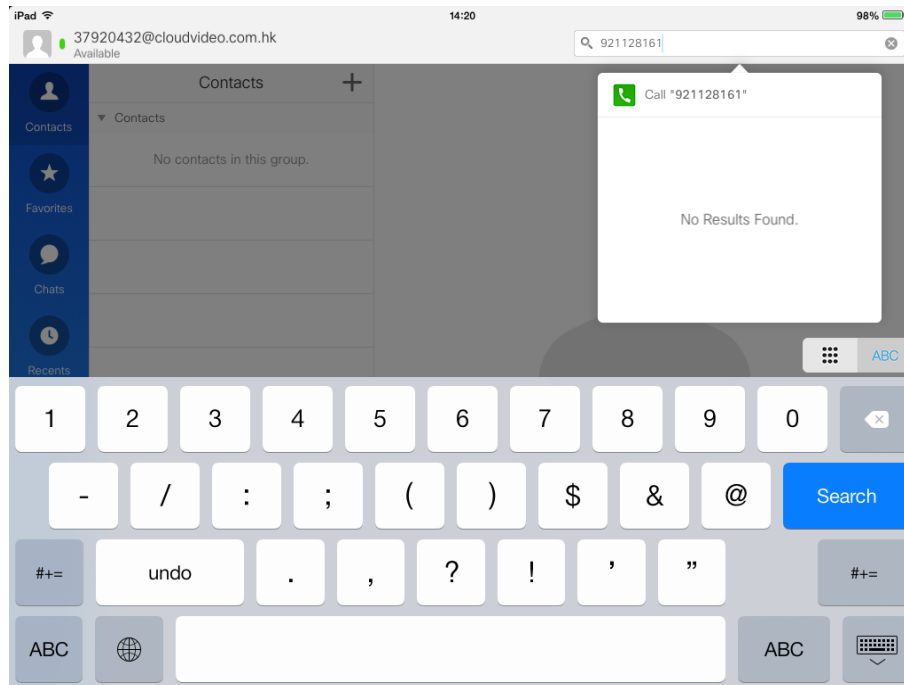 iPad 14:20 98%
37920432@cloudvideo.com.hk
Available
921128161
Contacts
Call "921128161"
Contacts
Contacts
No contacts in this group.
Favorites
No Results Found.
Chats
Recents
ABC
1 2 3 4 5 6 7 8 9 0
- / : ; ( ) $ & @ Search
#+= undo . , ? ! ’ ” #+=
ABC ABC